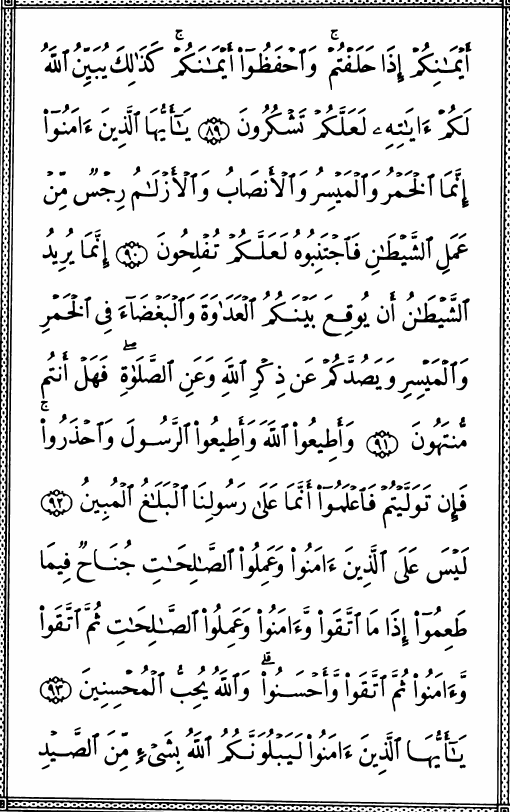 أَيْمَـٰنِكُمْ إِذَا حَلَفْتُمْ ۚ وَٱحْفَظُوٓا۟ أَيْمَـٰنَكُمْ ۚ كَذَٰلِكَ يُبَيِّنُ ٱللَّهُ
لَكُمْ ءَايَـٰتِهِۦ لَعَلَّكُمْ تَشْكُرُونَ ٨٩ يَـٰٓأَيُّهَا ٱلَّذِينَ ءَامَنُوٓا۟
إِنَّمَا ٱلْخَمْرُ وَٱلْمَيْسِرُ وَٱلْأَنصَابُ وَٱلْأَزْلَـٰمُ رِجْسٌ مِّنْ
عَمَلِ ٱلشَّيْطَـٰنِ فَٱجْتَنِبُوهُ لَعَلَّكُمْ تُفْلِحُونَ ٩٠ إِنَّمَا يُرِيدُ
ٱلشَّيْطَـٰنُ أَن يُوقِعَ بَيْنَكُمُ ٱلْعَدَٰوَةَ وَٱلْبَغْضَآءَ فِى ٱلْخَمْرِ
وَٱلْمَيْسِرِ وَيَصُدَّكُمْ عَن ذِكْرِ ٱللَّهِ وَعَنِ ٱلصَّلَوٰةِ ۖ فَهَلْ أَنتُم
مُّنتَهُونَ ٩١ وَأَطِيعُوا۟ ٱللَّهَ وَأَطِيعُوا۟ ٱلرَّسُولَ وَٱحْذَرُوا۟ ۚ
فَإِن تَوَلَّيْتُمْ فَٱعْلَمُوٓا۟ أَنَّمَا عَلَىٰ رَسُولِنَا ٱلْبَلَـٰغُ ٱلْمُبِينُ ٩٢
لَيْسَ عَلَى ٱلَّذِينَ ءَامَنُوا۟ وَعَمِلُوا۟ ٱلصَّـٰلِحَـٰتِ جُنَاحٌ فِيمَا
طَعِمُوٓا۟ إِذَا مَا ٱتَّقَوا۟ وَّءَامَنُوا۟ وَعَمِلُوا۟ ٱلصَّـٰلِحَـٰتِ ثُمَّ ٱتَّقَوا۟
وَّءَامَنُوا۟ ثُمَّ ٱتَّقَوا۟ وَّأَحْسَنُوا۟ ۗ وَٱللَّهُ يُحِبُّ ٱلْمُحْسِنِينَ ٩٣
يَـٰٓأَيُّهَا ٱلَّذِينَ ءَامَنُوا۟ لَيَبْلُوَنَّكُمُ ٱللَّهُ بِشَىْءٍ مِّنَ ٱلصَّيْدِ